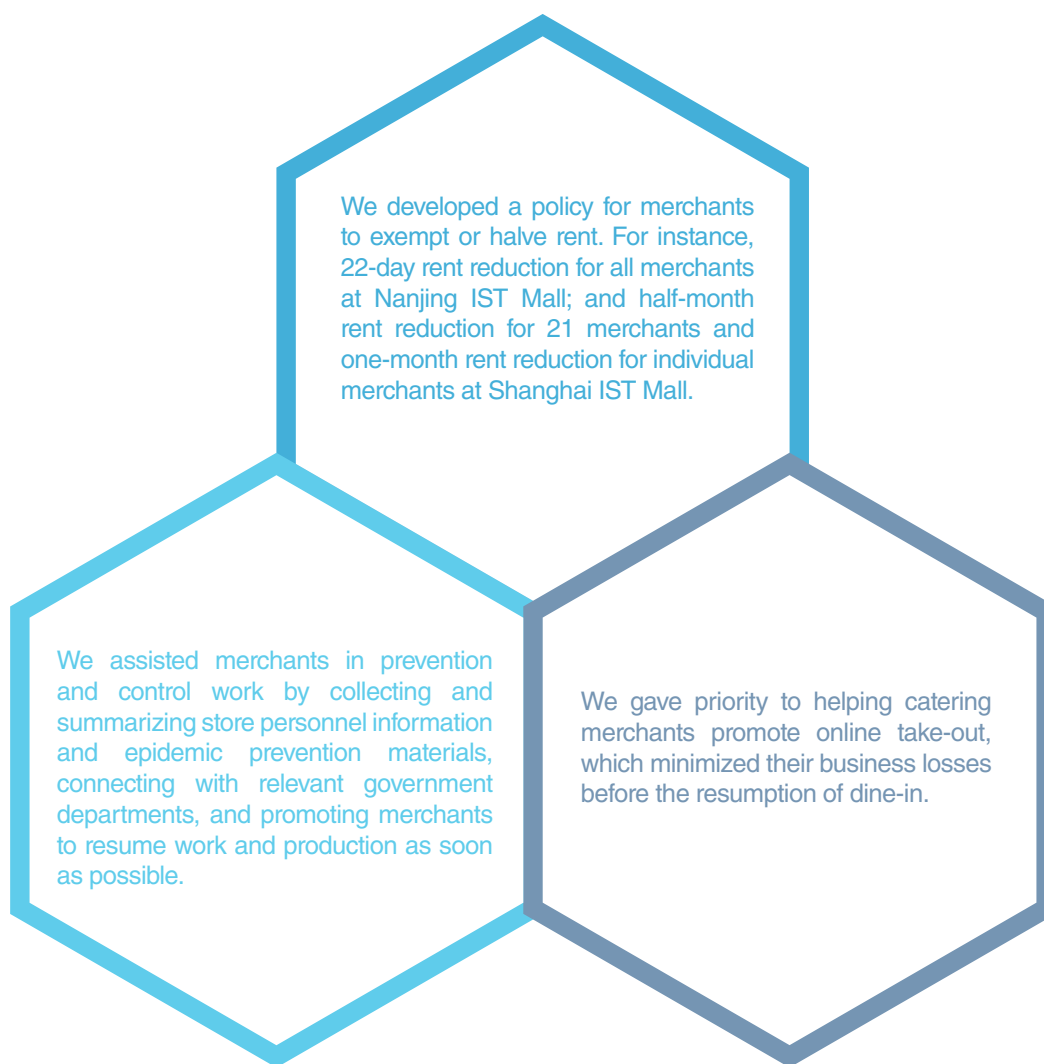 We developed a policy for merchants
to exempt or halve rent. For instance,
22-day rent reduction for all merchants
at Nanjing IST Mall; and half-month
rent reduction for 21 merchants and
one-month rent reduction for individual
merchants at Shanghai IST Mall.
We assisted merchants in prevention
and control work by collecting and
summarizing store personnel information
and epidemic prevention materials,
connecting with relevant government
departments, and promoting merchants
to resume work and production as soon
as possible.
We gave priority to helping catering
merchants promote online take-out,
which minimized their business losses
before the resumption of dine-in.